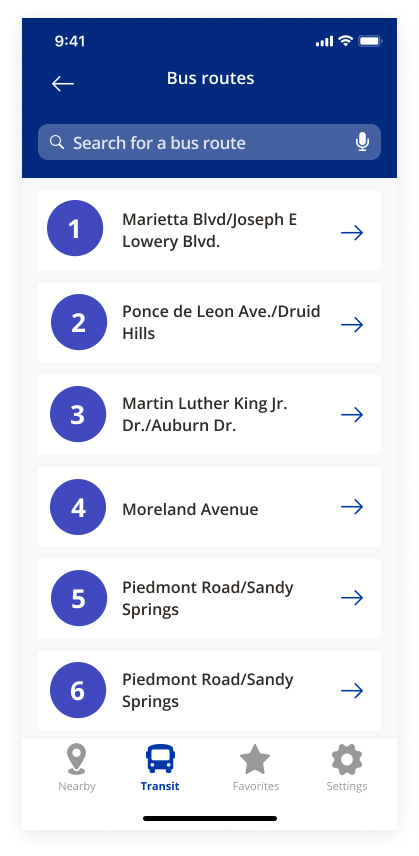 9:41
Bus routes
Search for a bus route
1
Marietta Blvd/Joseph E
Lowery Blvd.
2
Ponce de Leon Ave./Druid
Hills
3
Martin Luther King Jr.
Dr./Auburn Dr.
4
Moreland Avenue
5
Piedmont Road/Sandy
Springs
6
Piedmont Road/Sandy
Springs
Nearby
Transit
Favorites
Settings